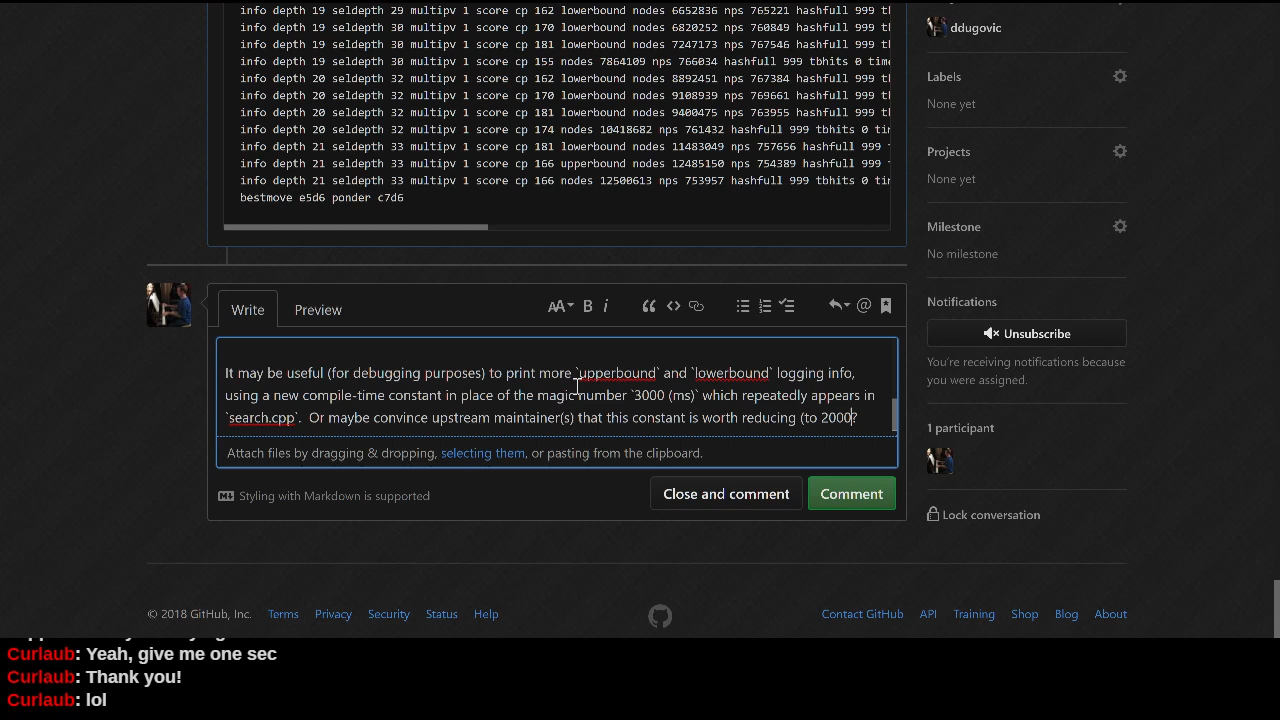 info depth 19 seldepth 29 multipv 1 score cp 162 lowerbound nodes 6652836 nps 765221 hashfull 999 tbhits 0 ti
info depth 19 seldepth 30 multipv 1 score cp 170 lowerbound nodes 6820252 nps 760849 hashfull 999
info depth 19 seldepth 30 multipv 1 score cp 181 lowerbound nodes 7247173 nps 767546 hashfull 999
info depth 19 seldepth 30 multipv 1 score cp 155 nodes 7864109 nps 766034 hashfull 999 tbhits 0 time
info depth 20 seldepth 32 multipv 1 score cp 162 lowerbound nodes 8892451 nps 767384 hashfull 999
info depth 20 seldepth 32 multipv 1 score cp 170 lowerbound nodes 9108939 nps 769661 hashfull 999
info depth 20 seldepth 32 multipv 1 score cp 181 lowerbound nodes 9400475 nps 763955 hashfull 999
info depth 20 seldepth 32 multipv 1 score cp 174 nodes 10418682 nps 761432 hashfull 999 tbhits 0 tim
info depth 21 seldepth 33 multipv 1 score cp 181 lowerbound nodes 11483049 nps 757656 hashfull 999
info depth 21 seldepth 33 multipv 1 score cp 166 upperbound nodes 12485150 nps 754389 hashfull 999
info depth 21 seldepth 33 multipv 1 score cp 166 nodes 12500613 nps 753957 hashfull 999 tbhits 0 tim
bestmove e5d6 ponder c7d6
ddugovic
Labels
None yet
Projects
None yet
Milestone
No milestone
Notifications
Unsubscribe
You're receiving notifications because
you were assigned.
1 participant
Lock conversation
Write Preview
AA B i
It may be useful (for debugging purposes) to print more `upperbound` and `lowerbound` logging info,
using a new compile-time constant in place of the magic number `3000 (ms)` which repeatedly appears in
`search.cpp`.  Or maybe convince upstream maintainer(s) that this constant is worth reducing (to 2000?
Attach files by dragging & dropping, selecting them, or pasting from the clipboard.
Styling with Markdown is supported
Close and comment
Comment
© 2018 GitHub, Inc. Terms Privacy Security Status Help
Contact GitHub API Training Shop Blog About
Curlaub: Yeah, give me one sec
Curlaub: Thank you!
Curlaub: lol